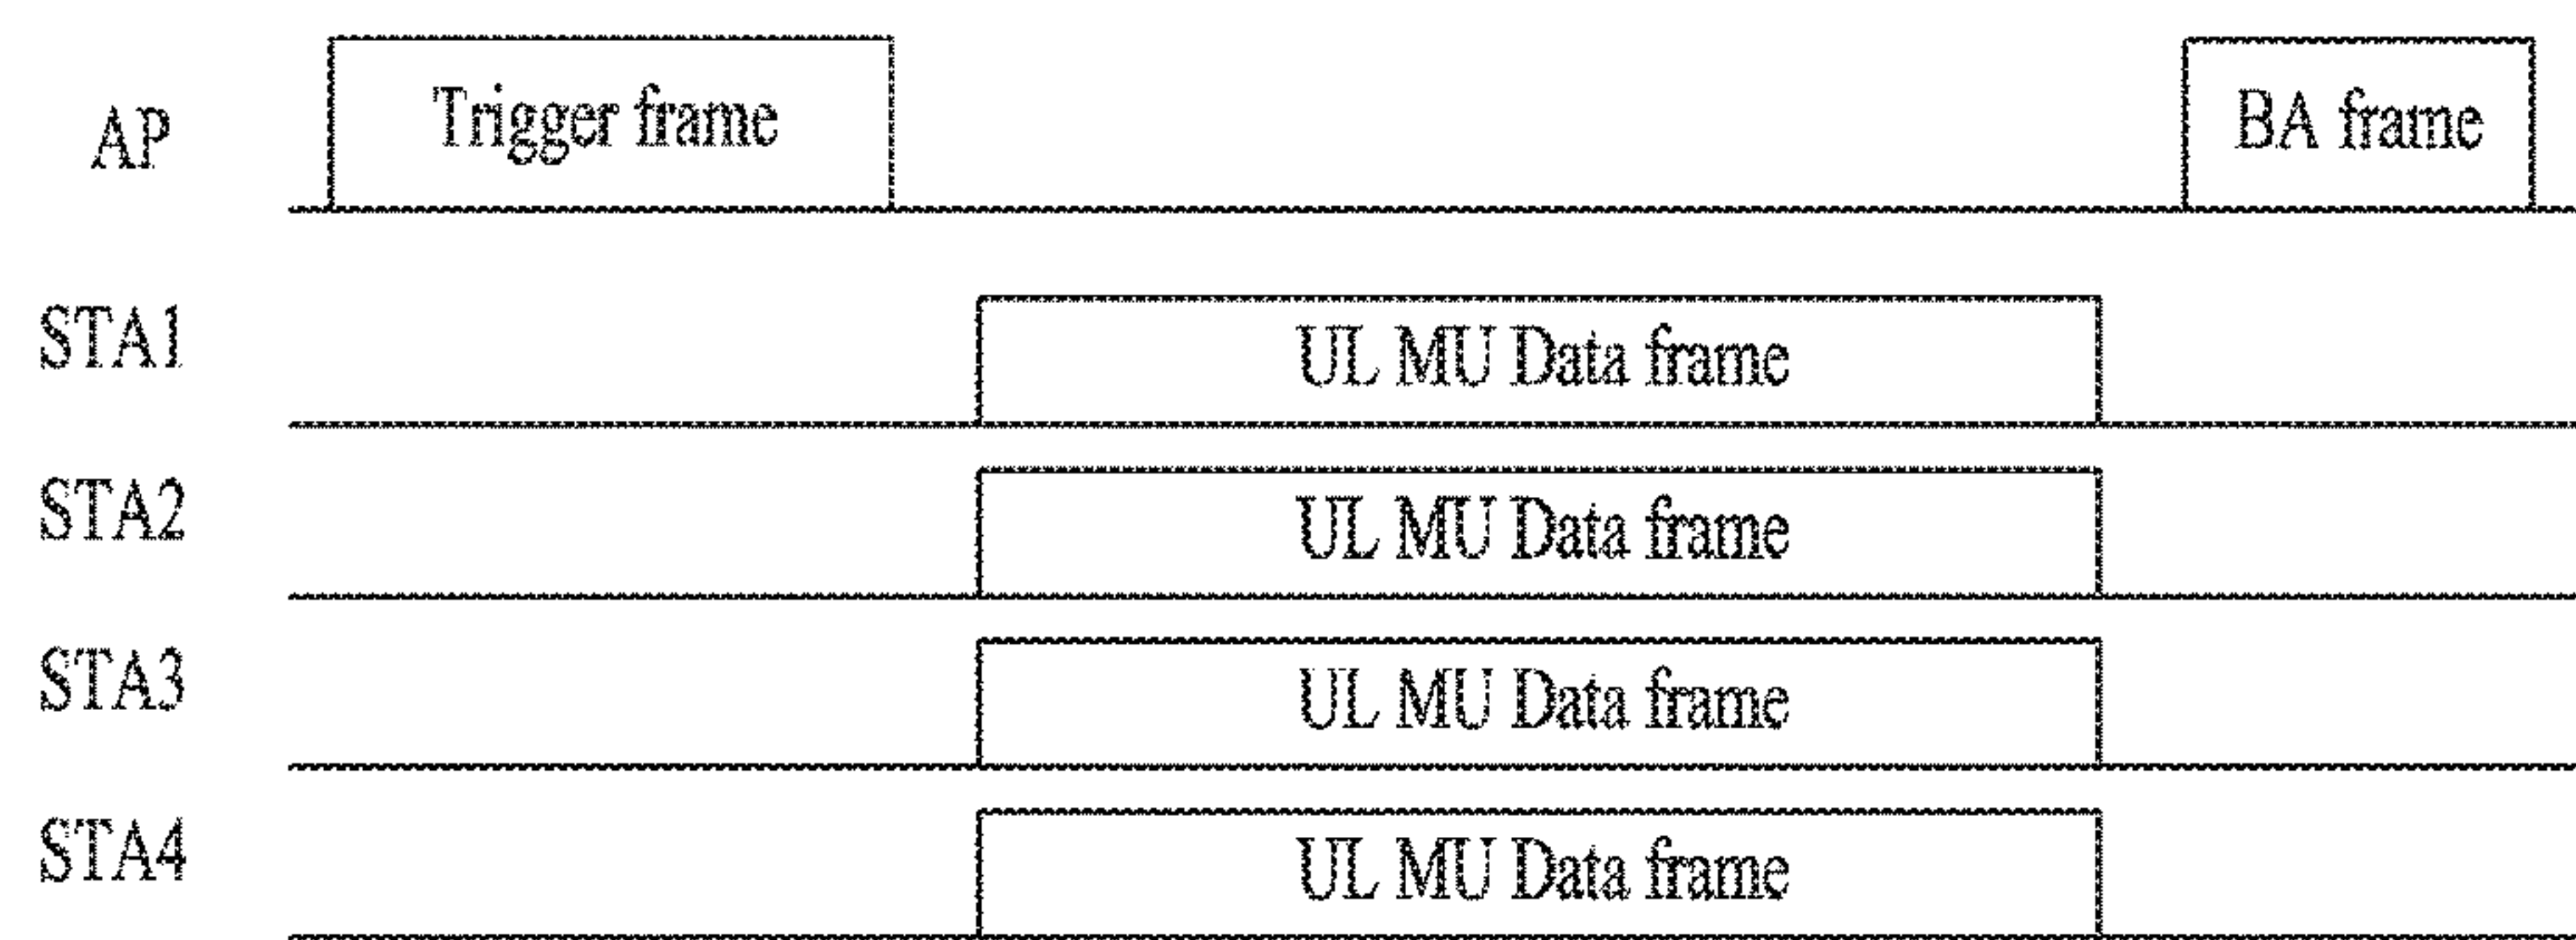 AP
Trigger frame
BA frame
STA1
UL MU Data frame
STA2
UL MU Data frame
STA3
UL MU Data frame
STA4
UL MU Data frame